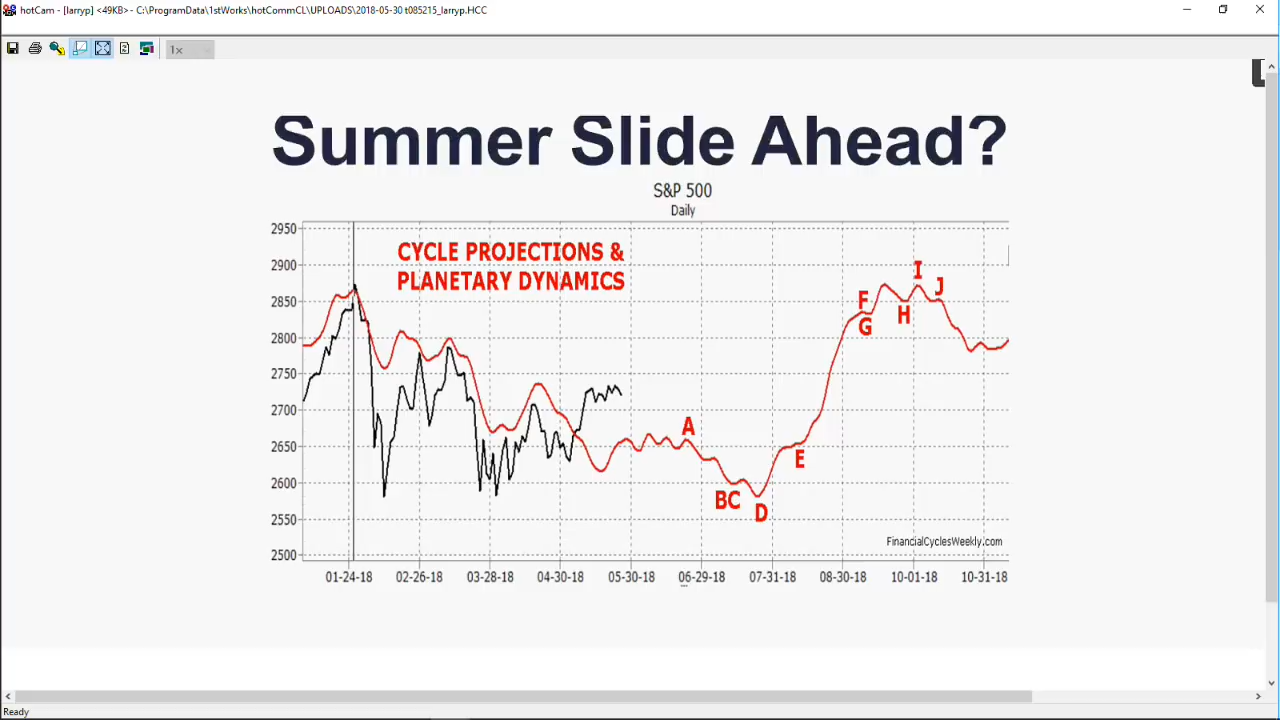 hotCam - [larryp] <49KB> - C:\ProgramData\1stWorks\hotCommCL\UPLOADS\2018-05-30 t085215_larryp.HCC
1x
Summer Slide Ahead?
S&P 500
Daily
2950
2900
2850
2800
2750
2700
2650
2600
2550
2500
CYCLE PROJECTIONS &
PLANETARY DYNAMICS
A
BC
D
E
F
G
H
I
J
FinancialCyclesWeekly.com
01-24-18 02-26-18 03-28-18 04-30-18 05-30-18 06-29-18 07-31-18 08-30-18 10-01-18 10-31-18
Ready